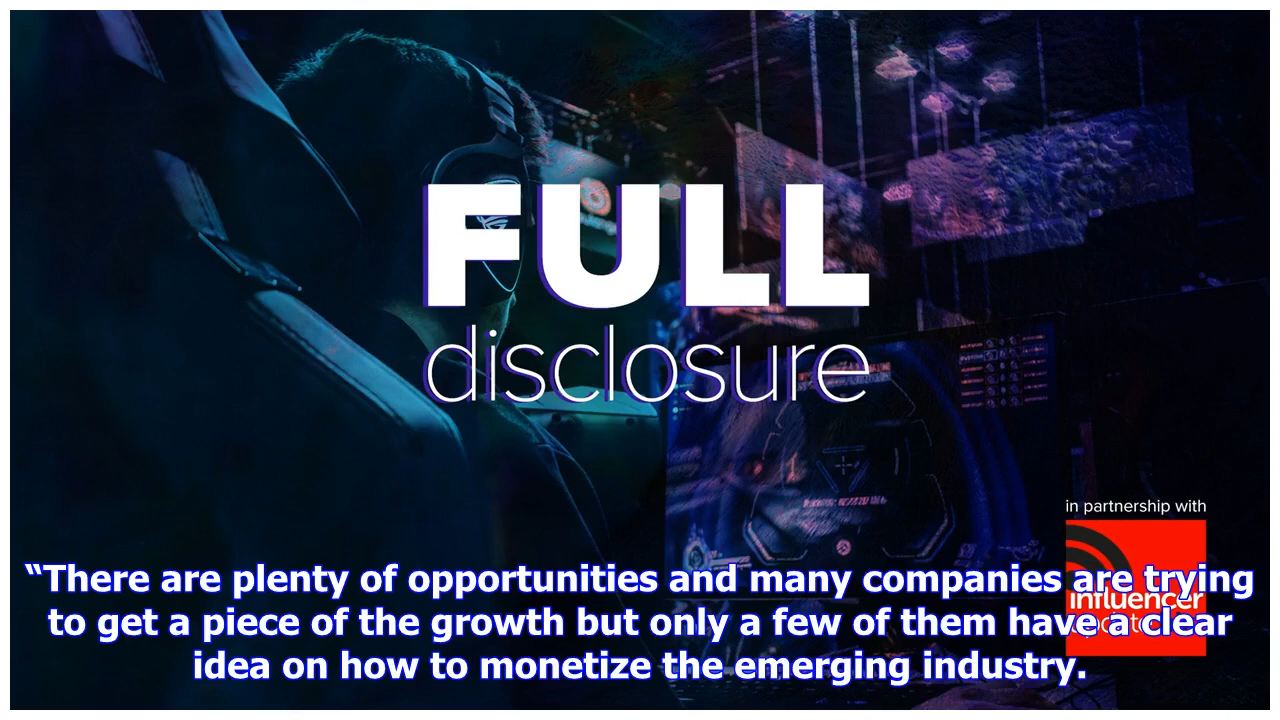 FULL
disclosure
in partnership with
influencer
“There are plenty of opportunities and many companies are trying
to get a piece of the growth but only a few of them have a clear
idea on how to monetize the emerging industry.